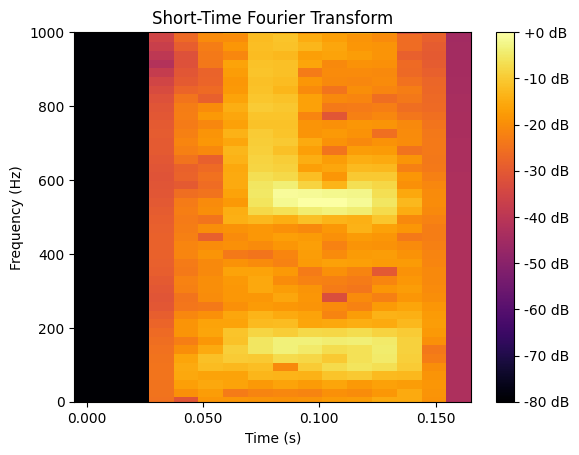 Short-Time Fourier Transform
1000
800
600
400
200
0
Frequency (Hz)
0.000
0.050
0.100
0.150
Time (s)
+0 dB
-10 dB
-20 dB
-30 dB
-40 dB
-50 dB
-60 dB
-70 dB
-80 dB